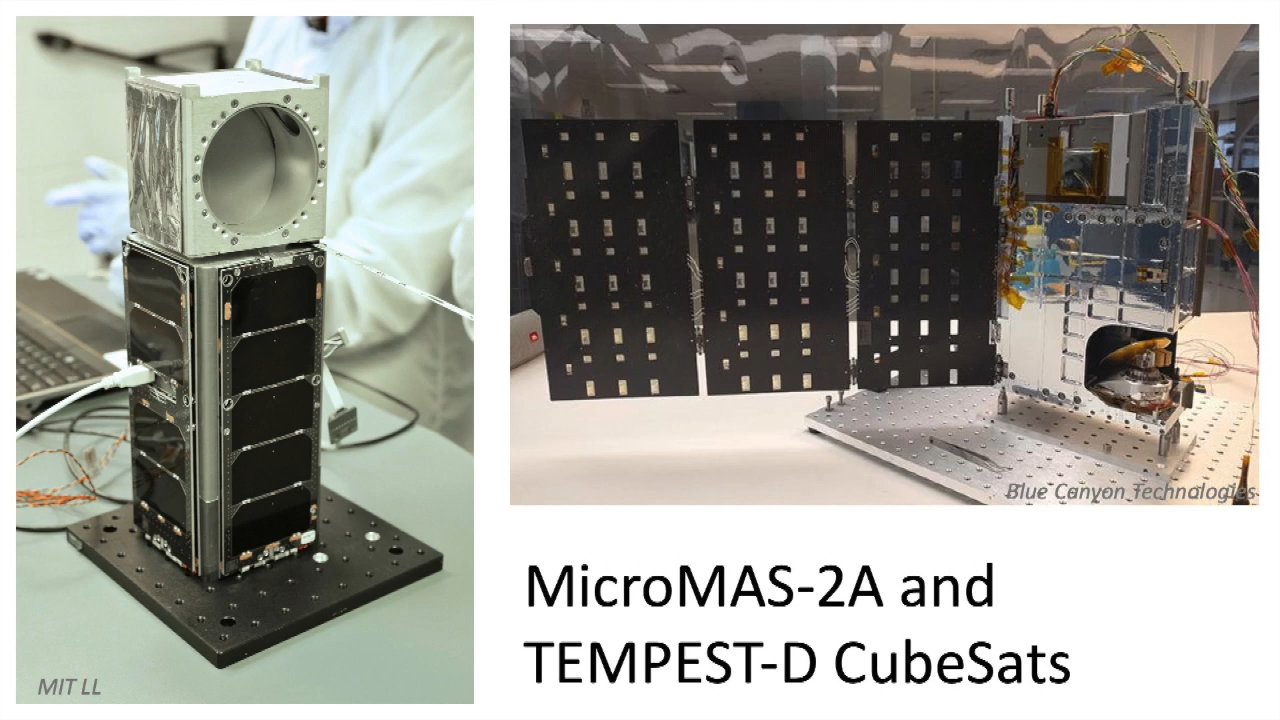 Blue Canyon Technologies
MicroMAS-2A and
TEMPEST-D CubeSats
MIT LL